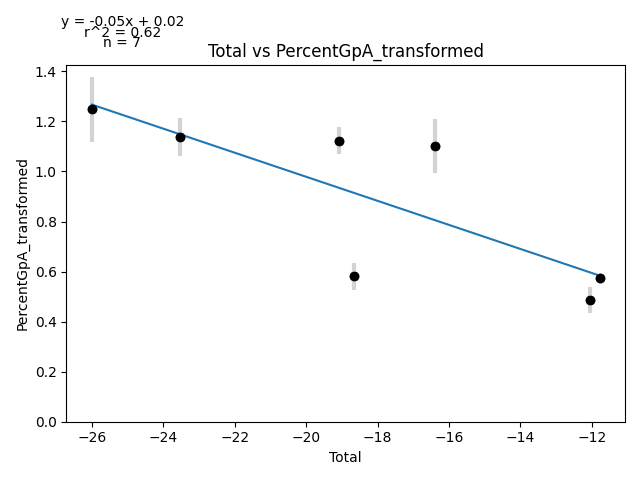 y = -0.05x + 0.02
r^2 = 0.62
n = 7
Total vs PercentGpA_transformed
PercentGpA_transformed
1.4
1.2
1.0
0.8
0.6
0.4
0.2
0.0
−26 −24 −22 −20 −18 −16 −14 −12
Total